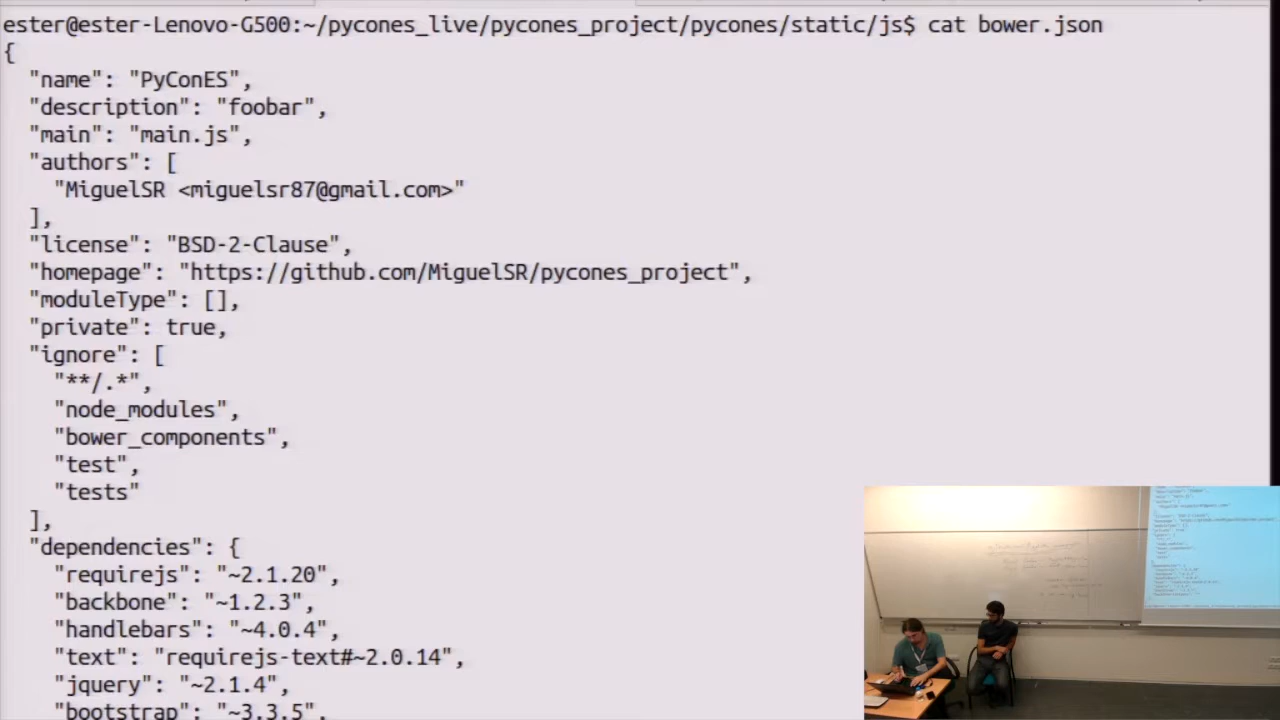 ester@ester-Lenovo-G500:~/pycones_live/pycones_project/pycones/static/js$ cat bower.json
{
  "name": "PyConES",
  "description": "foobar",
  "main": "main.js",
  "authors": [
    "MiguelSR <miguelsr87@gmail.com>"
  ],
  "license": "BSD-2-Clause",
  "homepage": "https://github.com/MiguelSR/pycones_project",
  "moduleType": [],
  "private": true,
  "ignore": [
    "**/.*",
    "node_modules",
    "bower_components",
    "test",
    "tests"
  ],
  "dependencies": {
    "requirejs": "~2.1.20",
    "backbone": "~1.2.3",
    "handlebars": "~4.0.4",
    "text": "requirejs-text#~2.0.14",
    "jquery": "~2.1.4",
    "bootstrap": "~3.3.5",